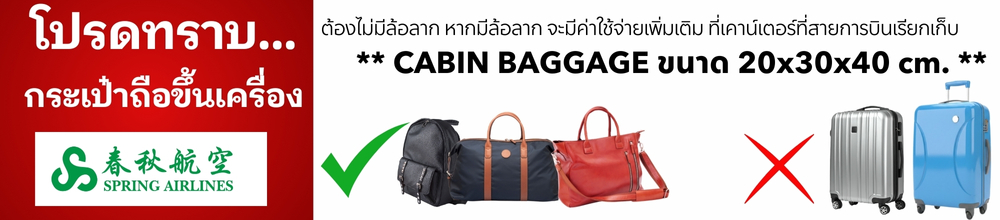 โปรดทราบ...
กระเป๋าถือขึ้นเครื่อง
春秋航空
SPRING AIRLINES
ต้องไม่มีล้อลาก หากมีล้อลาก จะมีค่าใช้จ่ายเพิ่มเติม ที่เคาน์เตอร์ที่สายการบินเรียกเก็บ
** CABIN BAGGAGE ขนาด 20x30x40 cm. **